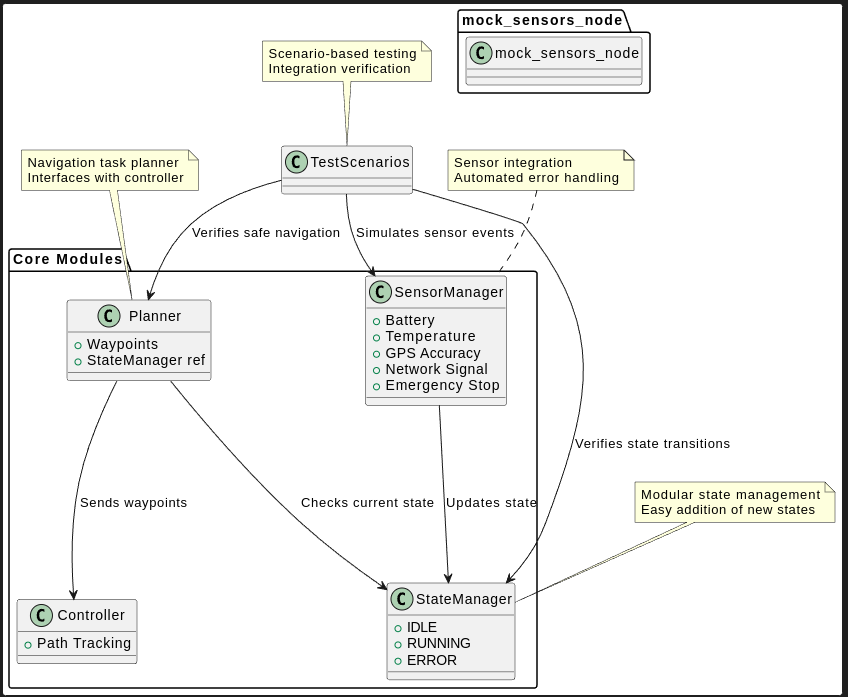 mock_sensors_node
C mock_sensors_node
Scenario-based testing
Integration verification
C TestScenarios
Navigation task planner
Interfaces with controller
Sensor integration
Automated error handling
Verifies safe navigation
Simulates sensor events
Core Modules
C Planner
Waypoints
StateManager ref
C SensorManager
Battery
Temperature
GPS Accuracy
Network Signal
Emergency Stop
Verifies state transitions
Sends waypoints
Checks current state
Updates state
Modular state management
Easy addition of new states
C Controller
Path Tracking
C StateManager
IDLE
RUNNING
ERROR